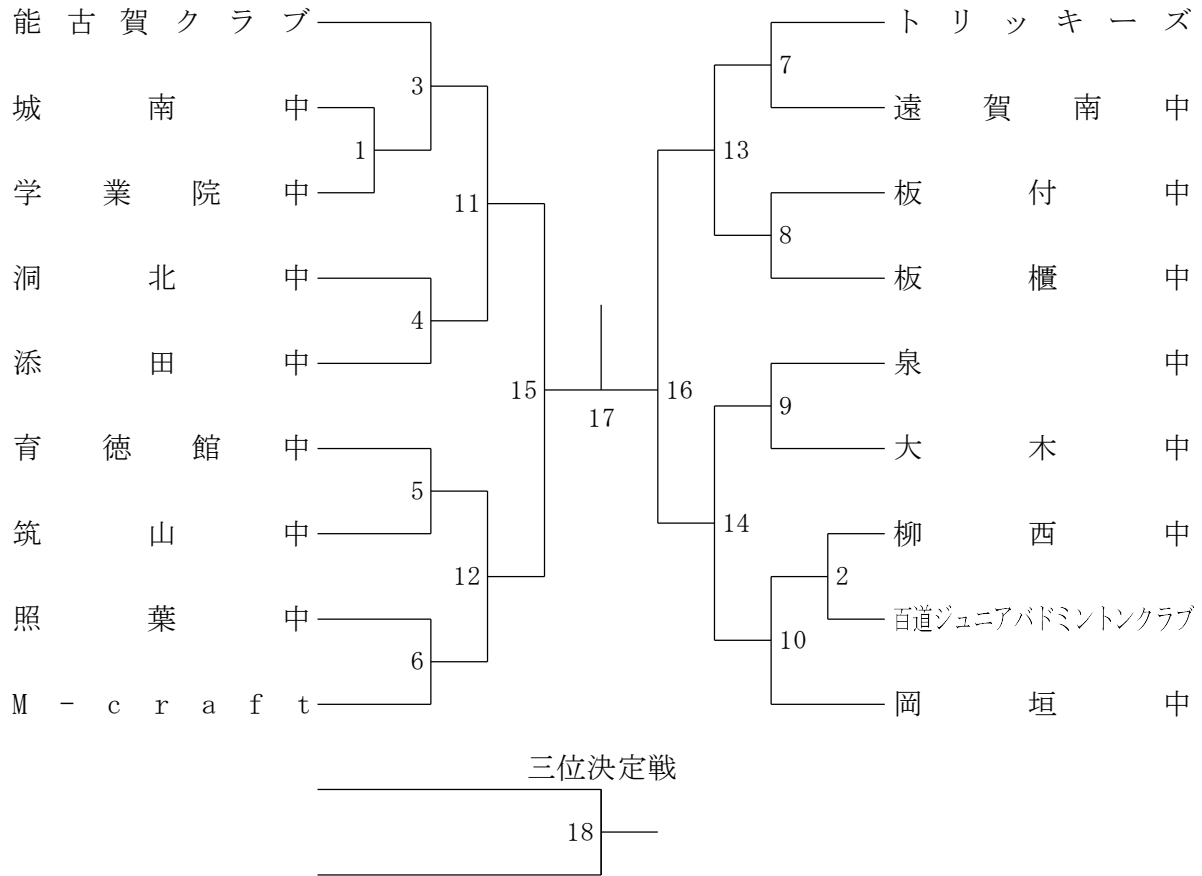 能古賀クラブ
トリッキーズ
3
7
城南中
遠賀南中
1
13
学業院中
板付中
11
8
洞北中
板櫃中
4
添田中
泉中
15
16
9
17
育徳館中
大木中
5
14
筑山中
柳西中
12
2
照葉中
百道ジュニアバドミントンクラブ
6
10
M-craft
岡垣中
三位決定戦
18